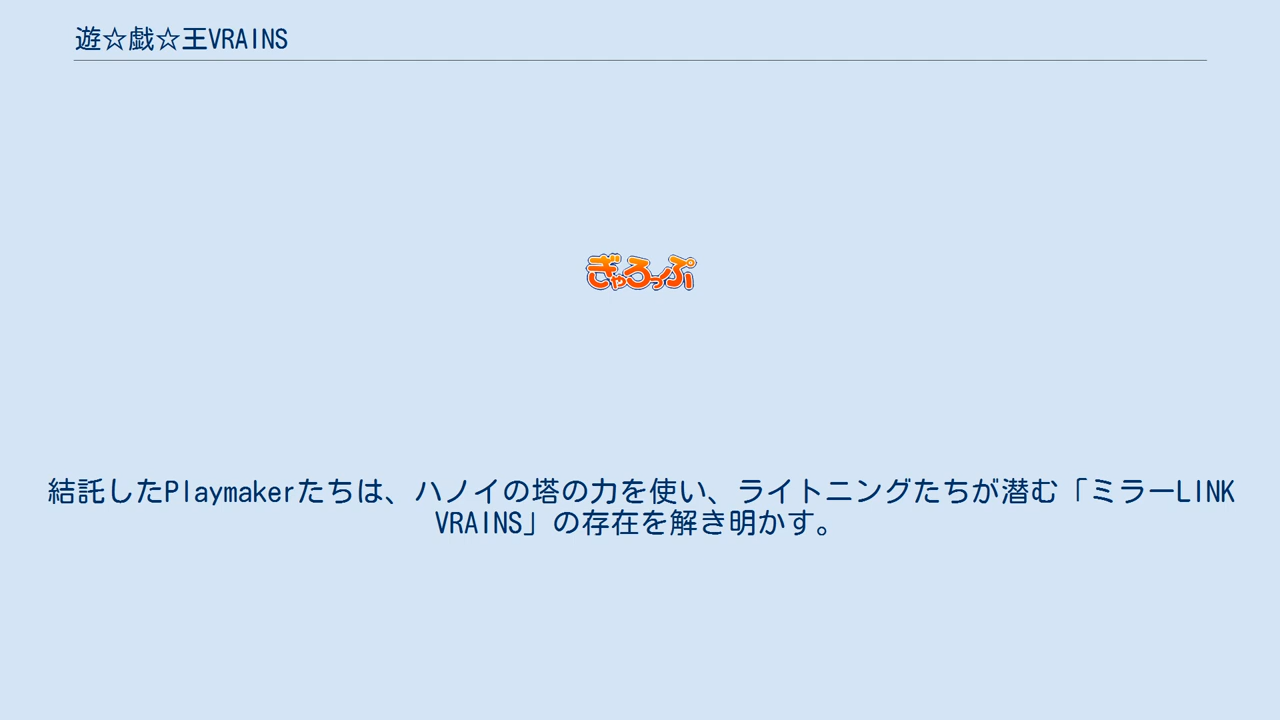 遊☆戯☆王VRAINS
ぎゃろっぷ
結託したPlaymakerたちは、ハノイの塔の力を使い、ライトニングたちが潜む「ミラーLINK
VRAINS」の存在を解き明かす。